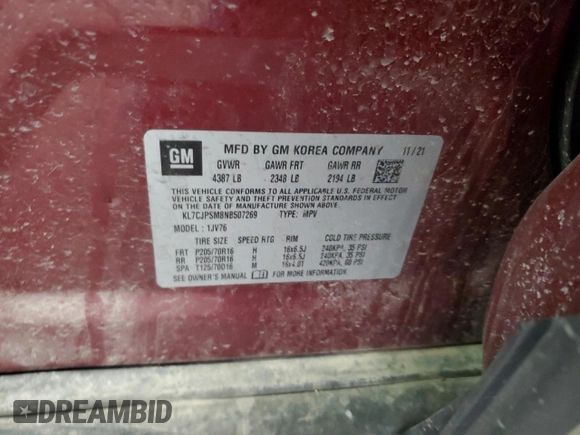 GM
MFD BY GM KOREA COMPANY 11/21
GVWR GAWR FRT GAWR RR
4387 LB 2348 LB 2194 LB
THIS VEHICLE CONFORMS TO ALL APPLICABLE U.S. FEDERAL MOTOR
VEHICLE SAFETY AND THEFT PREVENTION STANDARDS IN EFFECT
ON THE DATE OF MANUFACTURE SHOWN ABOVE.
KL7CJPSM8NB507269 TYPE: MPV
MODEL: 1JV76
TIRE SIZE SPEED RTG RIM COLD TIRE PRESSURE
FRT P205/70R16 H 16x6.5J 240KPA, 35 PSI
RR P205/70R16 H 16x6.5J 240KPA, 35 PSI
SPA T125/70D16 M 16x4.0T 420KPA, 60 PSI
SEE OWNER'S MANUAL FOR MORE INFORMATION.
DREAMBID